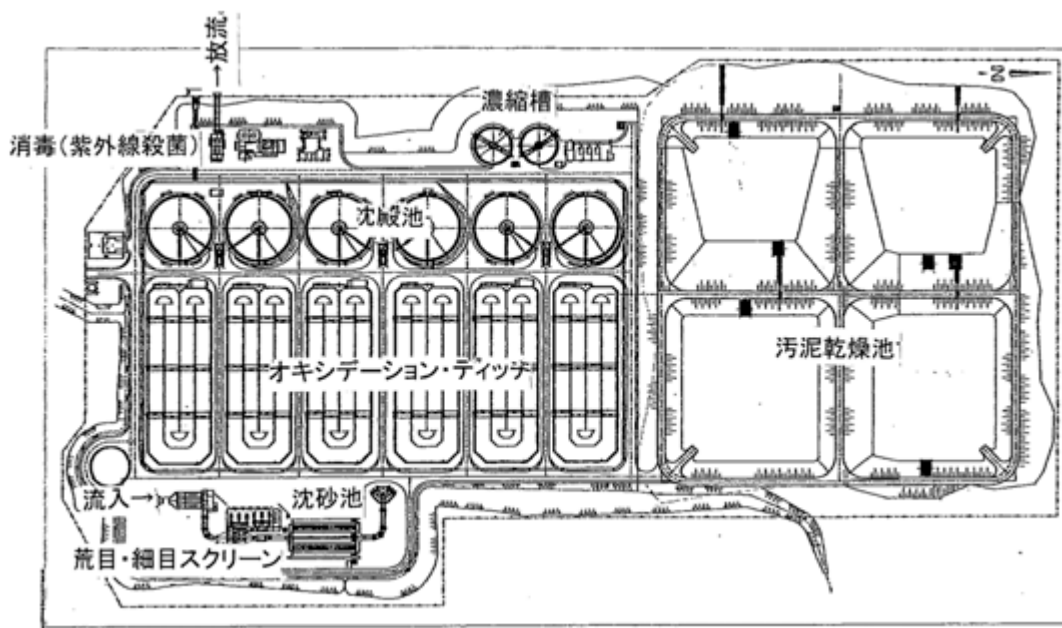 →放流
濃縮槽
消毒(紫外線殺菌)
沈殿池
汚泥乾燥池
オキシデーション・ディッチ
流入→
沈砂池
荒目・細目スクリーン